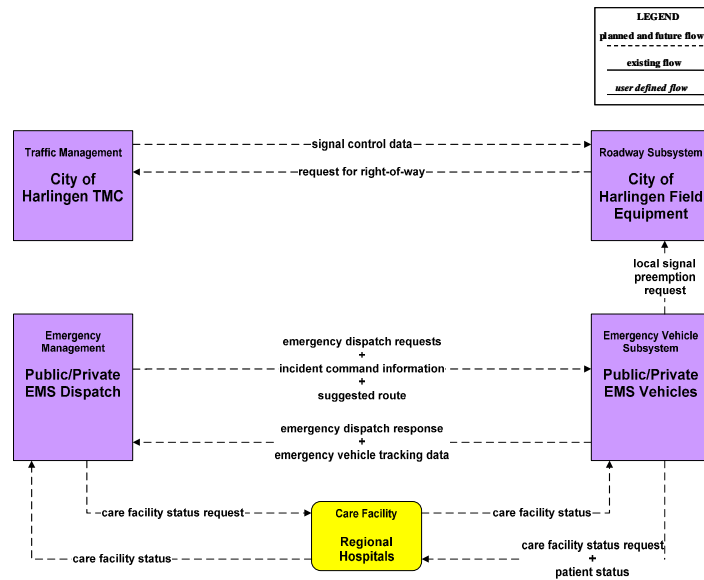 LEGEND
planned and future flow
existing flow
user defined flow
Traffic Management
City of
Harlingen TMC
signal control data
request for right-of-way
Roadway Subsystem
City of
Harlingen Field
Equipment
local signal
preemption
request
Emergency
Management
Public/Private
EMS Dispatch
emergency dispatch requests
+
incident command information
+
suggested route
emergency dispatch response
+
emergency vehicle tracking data
Emergency Vehicle
Subsystem
Public/Private
EMS Vehicles
care facility status request
care facility status
Care Facility
Regional
Hospitals
care facility status
care facility status request
+
patient status